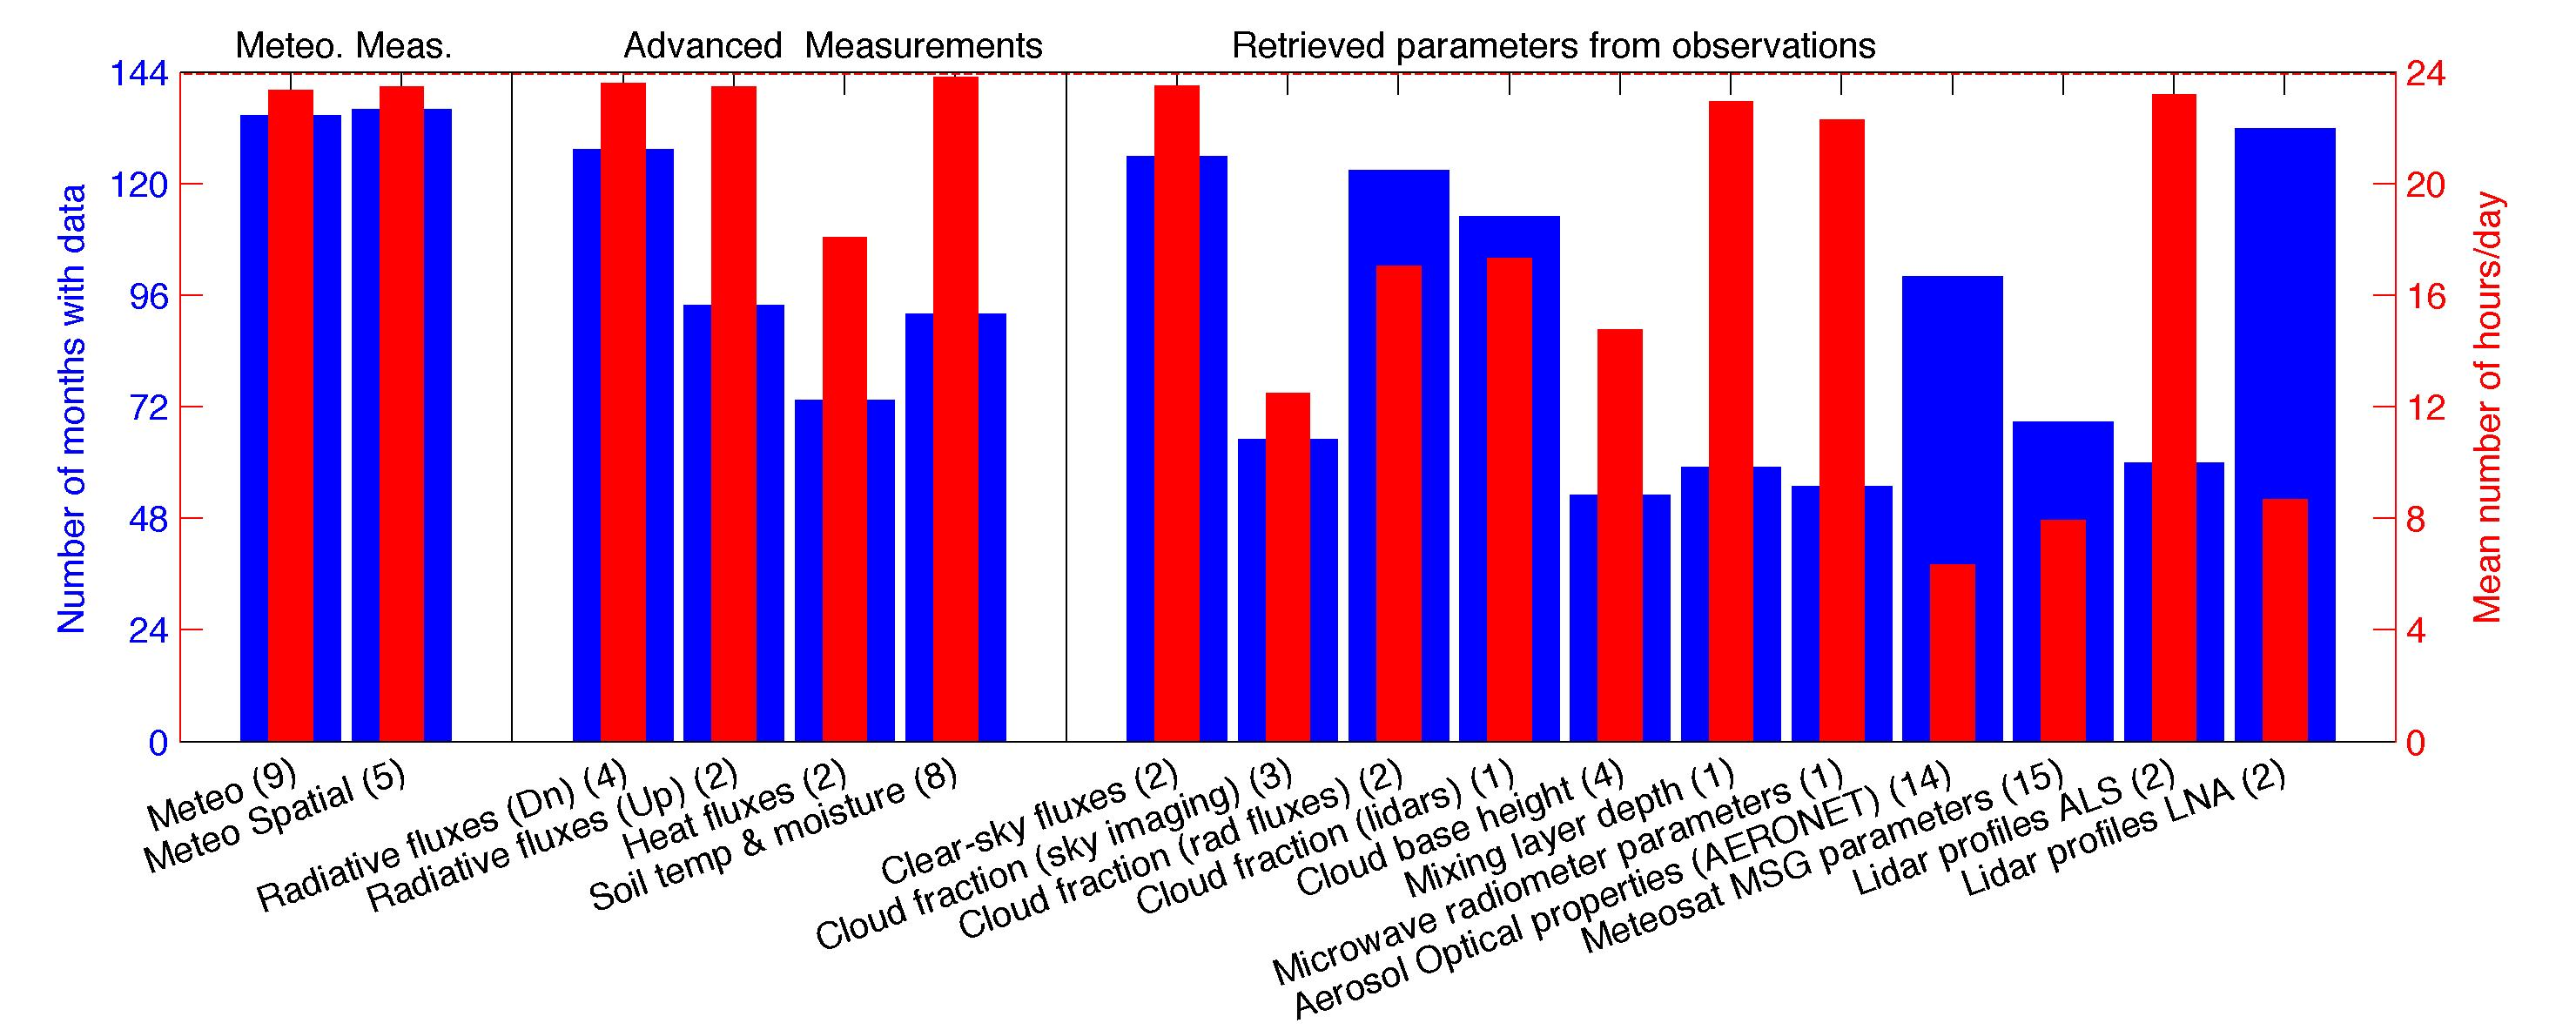 Meteo. Meas.
Advanced  Measurements
Retrieved parameters from observations
Number of months with data
144
120
96
72
48
24
0
24
20
16
12
8
4
0
Mean number of hours/day
Meteo (9)
Meteo Spatial (5)
Radiative fluxes (Dn) (4)
Radiative fluxes (Up) (2)
Heat fluxes (2)
Soil temp & moisture (8)
Clear-sky fluxes (2)
Cloud fraction (sky imaging) (3)
Cloud fraction (rad fluxes) (2)
Cloud fraction (lidars) (1)
Cloud base height (4)
Mixing layer depth (1)
Microwave radiometer parameters (1)
Aerosol Optical properties (AERONET) (14)
Meteosat MSG parameters (15)
Lidar profiles ALS (2)
Lidar profiles LNA (2)